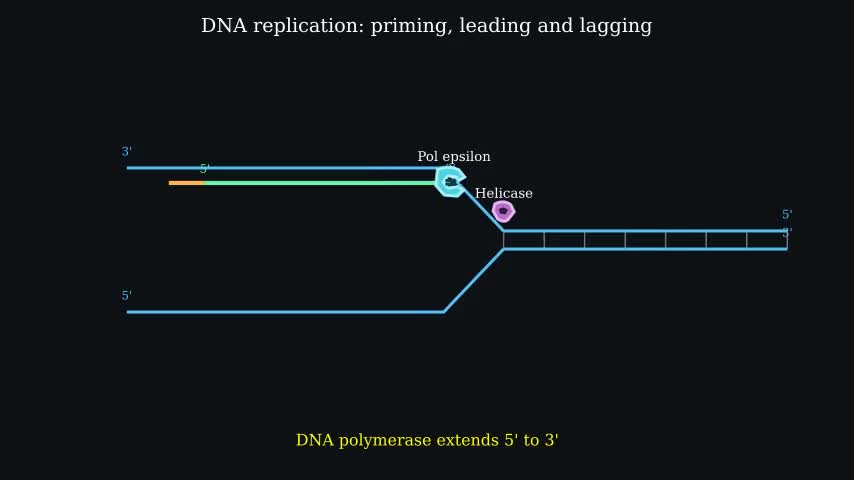 DNA replication: priming, leading and lagging
3'
Pol epsilon
5'
Helicase
5'
3'
5'
DNA polymerase extends 5' to 3'